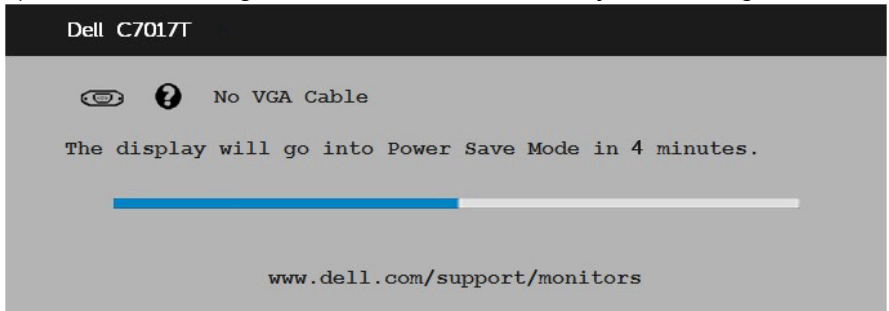 Dell C7017T
No VGA Cable
The display will go into Power Save Mode in 4 minutes.
www.dell.com/support/monitors